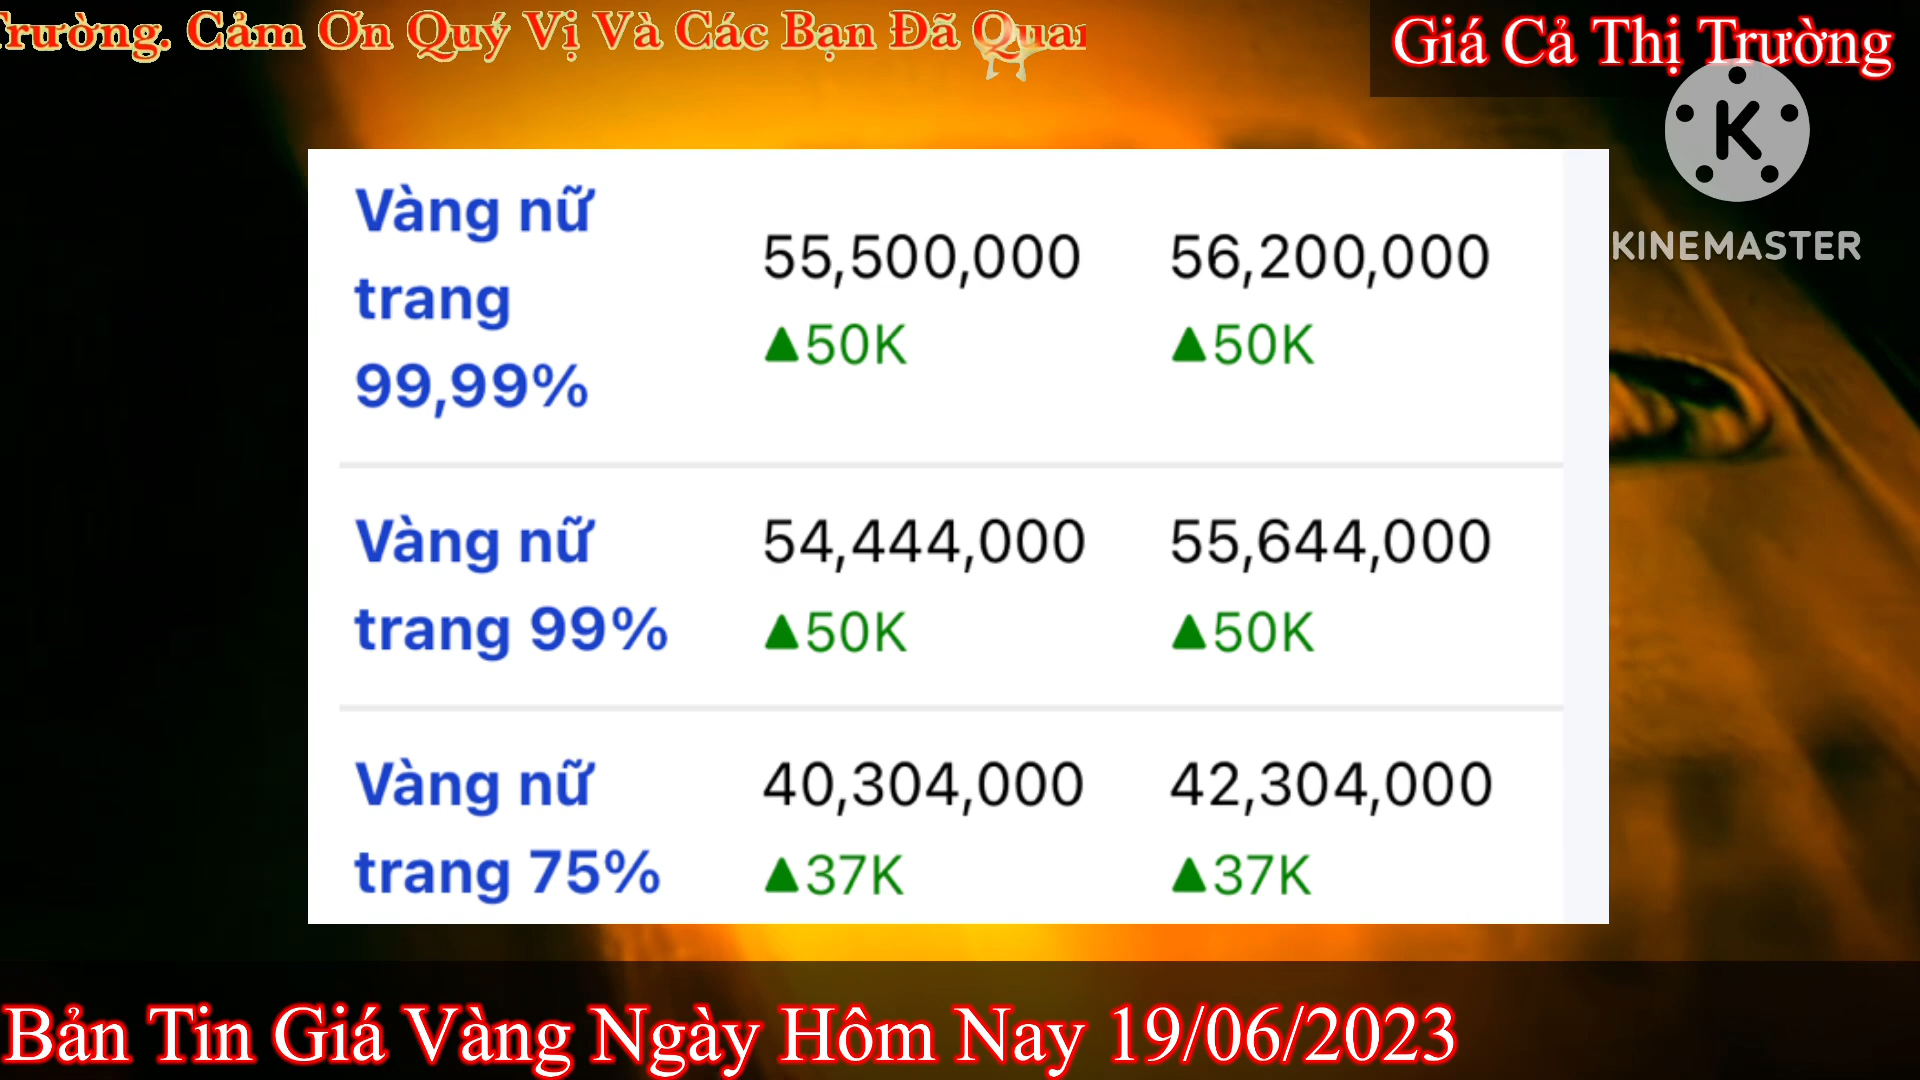 Trường. Cảm Ơn Quý Vị Và Các Bạn Đã Quan
Giá Cả Thị Trường
K
KINEMASTER
Vàng nữ
trang
99,99%
55,500,000
56,200,000
▲50K
▲50K
Vàng nữ
trang 99%
54,444,000
55,644,000
▲50K
▲50K
Vàng nữ
trang 75%
40,304,000
42,304,000
▲37K
▲37K
Bản Tin Giá Vàng Ngày Hôm Nay 19/06/2023